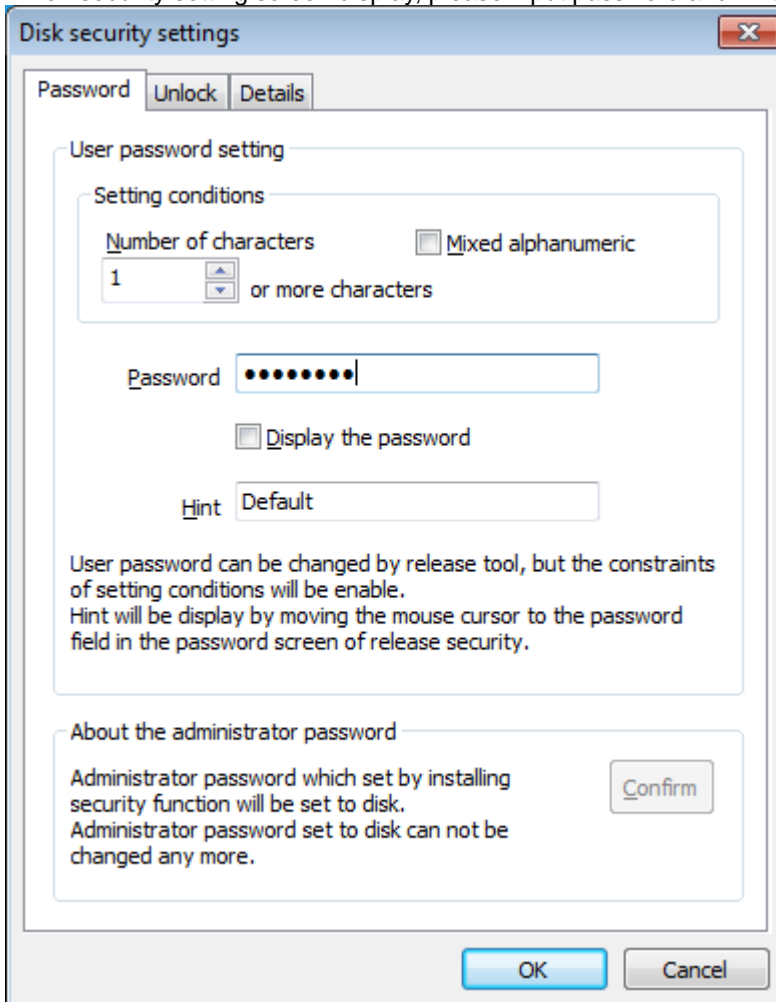 Disk security settings
Password Unlock Details
User password setting
Setting conditions
Number of characters
Mixed alphanumeric
1
or more characters
Password ••••••••
Display the password
Hint Default
User password can be changed by release tool, but the constraints
of setting conditions will be enable.
Hint will be display by moving the mouse cursor to the password
field in the password screen of release security.
About the administrator password
Administrator password which set by installing
security function will be set to disk.
Administrator password set to disk can not be
changed any more.
Confirm
OK Cancel